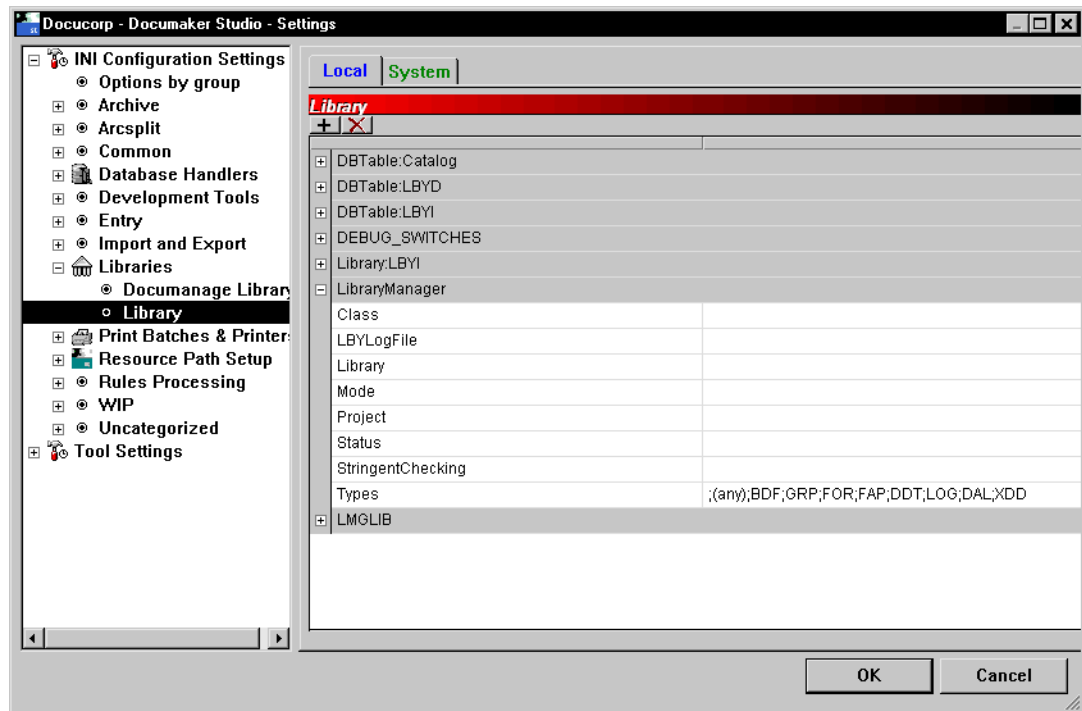 Docucorp - Documaker Studio - Settings
INI Configuration Settings
Options by group
Archive
Arcsplit
Common
Database Handlers
Development Tools
Entry
Import and Export
Libraries
Documanage Library
Library
Print Batches & Printer
Resource Path Setup
Rules Processing
WIP
Uncategorized
Tool Settings
Local
System
Library
DBTable:Catalog
DBTable:LBYD
DBTable:LBYI
DEBUG_SWITCHES
Library:LBYI
LibraryManager
Class
LBYLogFile
Library
Mode
Project
Status
StringentChecking
Types ;(any);BDF;GRP;FOR;FAP;DDT;LOG;DAL;XDD
LMGLIB
OK
Cancel